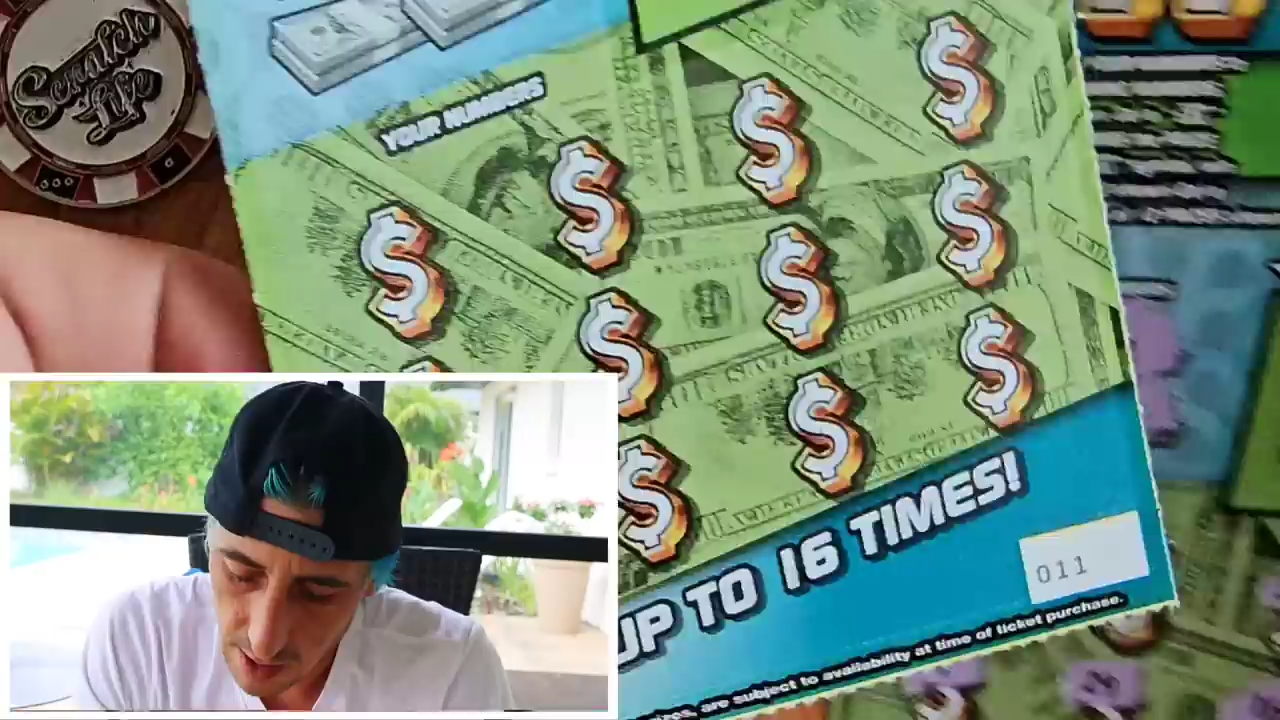 Scratch
Life
YOUR NUMBERS
UP TO 16 TIMES!
011
are subject to availability at time of ticket purchase.